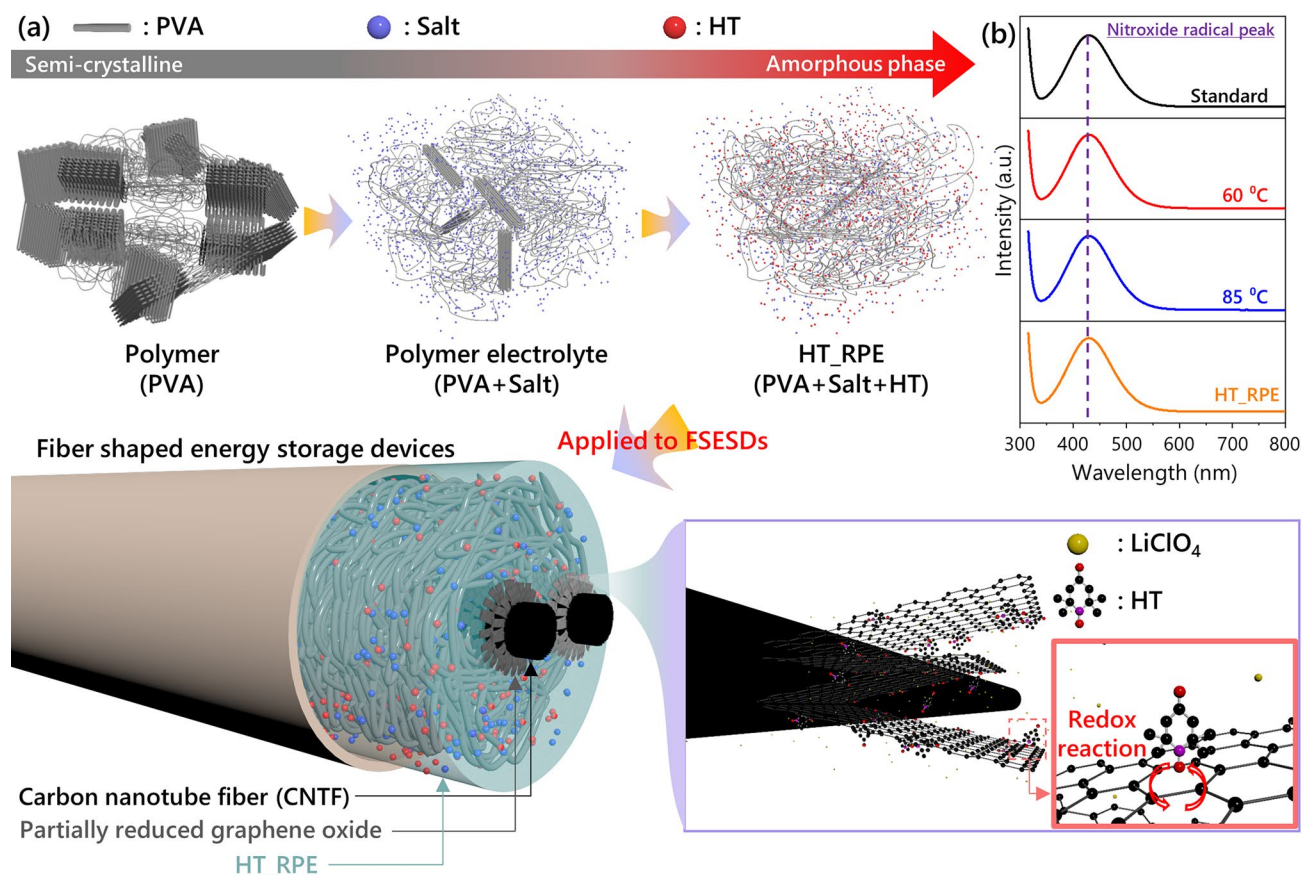 (a)
: PVA
: Salt
: HT
Semi-crystalline
Amorphous phase
Polymer
(PVA)
Polymer electrolyte
(PVA+Salt)
HT_RPE
(PVA+Salt+HT)
(b)
Nitroxide radical peak
Standard
60 ⁰C
85 ⁰C
HT_RPE
Intensity (a.u.)
300 400 500 600 700 800
Wavelength (nm)
Applied to FSESDs
Fiber shaped energy storage devices
Carbon nanotube fiber (CNTF)
Partially reduced graphene oxide
HT RPE
: LiClO₄
: HT
Redox
reaction